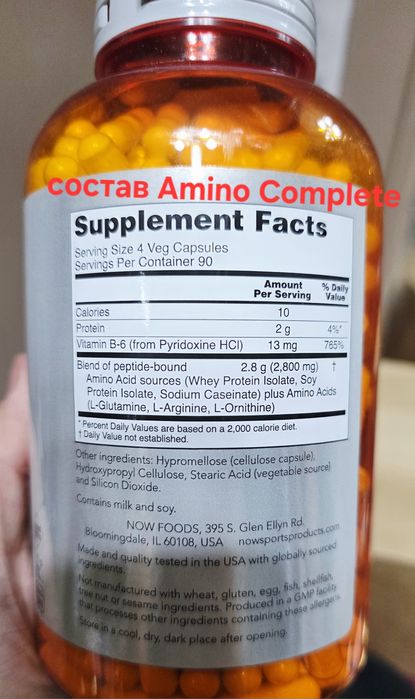 состав Amino Complete
Supplement Facts
Serving Size 4 Veg Capsules
Servings Per Container 90
Amount Per Serving
% Daily Value
Calories 10
Protein 2 g 4%*
Vitamin B-6 (from Pyridoxine HCl) 13 mg 765%
Blend of peptide-bound 2.8 g (2,800 mg) †
Amino Acid sources (Whey Protein Isolate, Soy
Protein Isolate, Sodium Caseinate) plus Amino Acids
(L-Glutamine, L-Arginine, L-Ornithine)
* Percent Daily Values are based on a 2,000 calorie diet.
† Daily Value not established.
Other ingredients: Hypromellose (cellulose capsule),
Hydroxypropyl Cellulose, Stearic Acid (vegetable source)
and Silicon Dioxide.
Contains milk and soy.
NOW FOODS, 395 S. Glen Ellyn Rd.
Bloomingdale, IL 60108, USA nowsportsproducts.com
Made and quality tested in the USA with globally sourced
ingredients.
Not manufactured with wheat, gluten, egg, fish, shellfish,
tree nut or sesame ingredients. Produced in a GMP facility
that processes other ingredients containing these allergens.
Store in a cool, dry, dark place after opening.